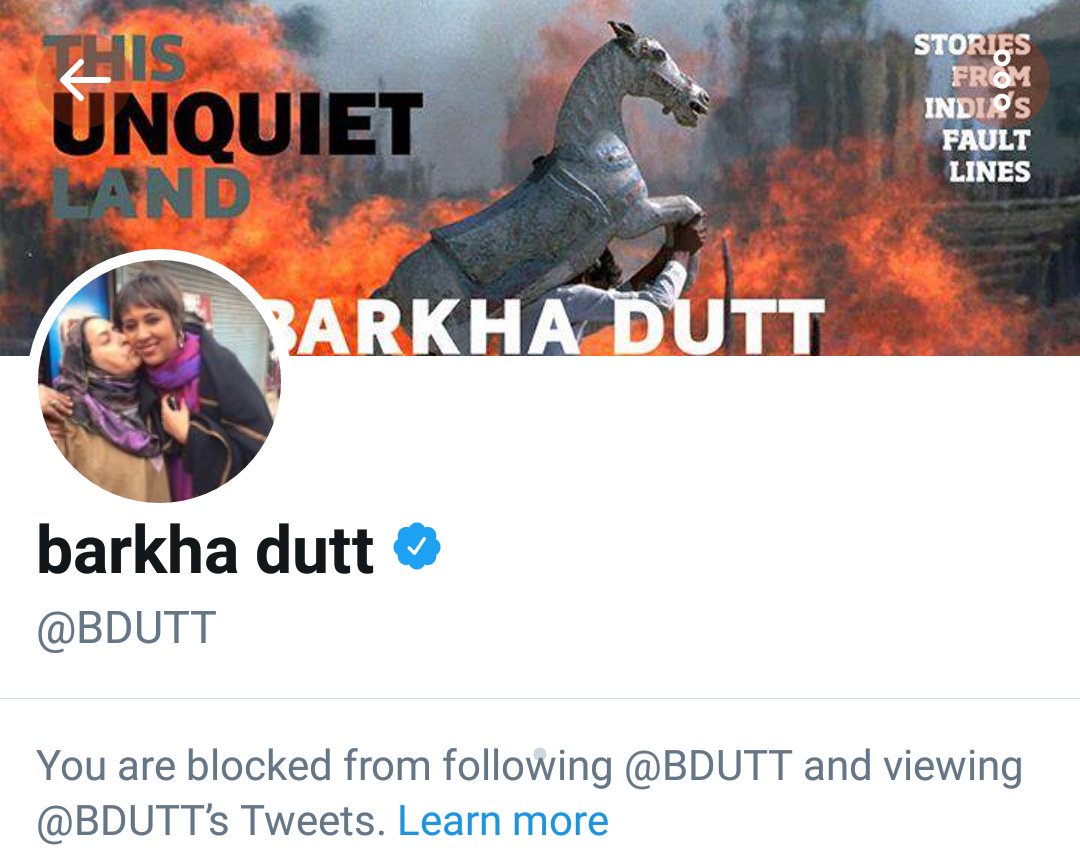 THIS
UNQUIET
LAND
STORIES
FROM
INDIA'S
FAULT
LINES
BARKHA DUTT
barkha dutt
@BDUTT
You are blocked from following @BDUTT and viewing
@BDUTT's Tweets. Learn more